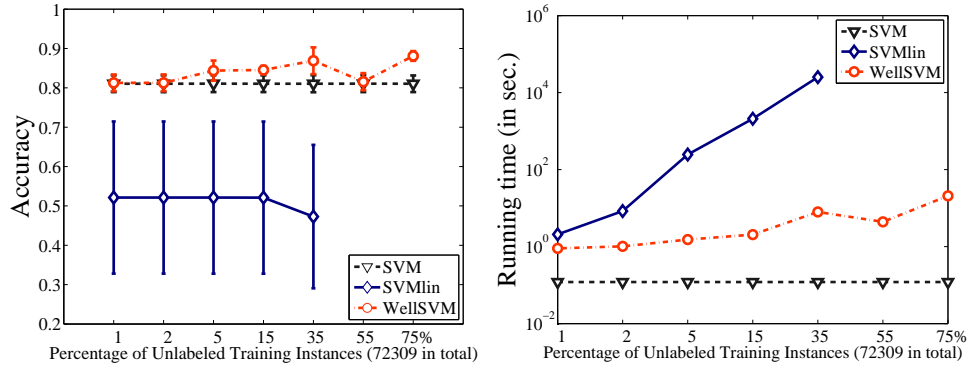 1
0.9
0.8
0.7
0.6
0.5
0.4
0.3
0.2
Accuracy
SVM
SVMlin
WellSVM
1 2 5 15 35 55 75%
Percentage of Unlabeled Training Instances (72309 in total)
10^6
10^4
10^2
10^0
10^−2
Running time (in sec.)
SVM
SVMlin
WellSVM
1 2 5 15 35 55 75%
Percentage of Unlabeled Training Instances (72309 in total)